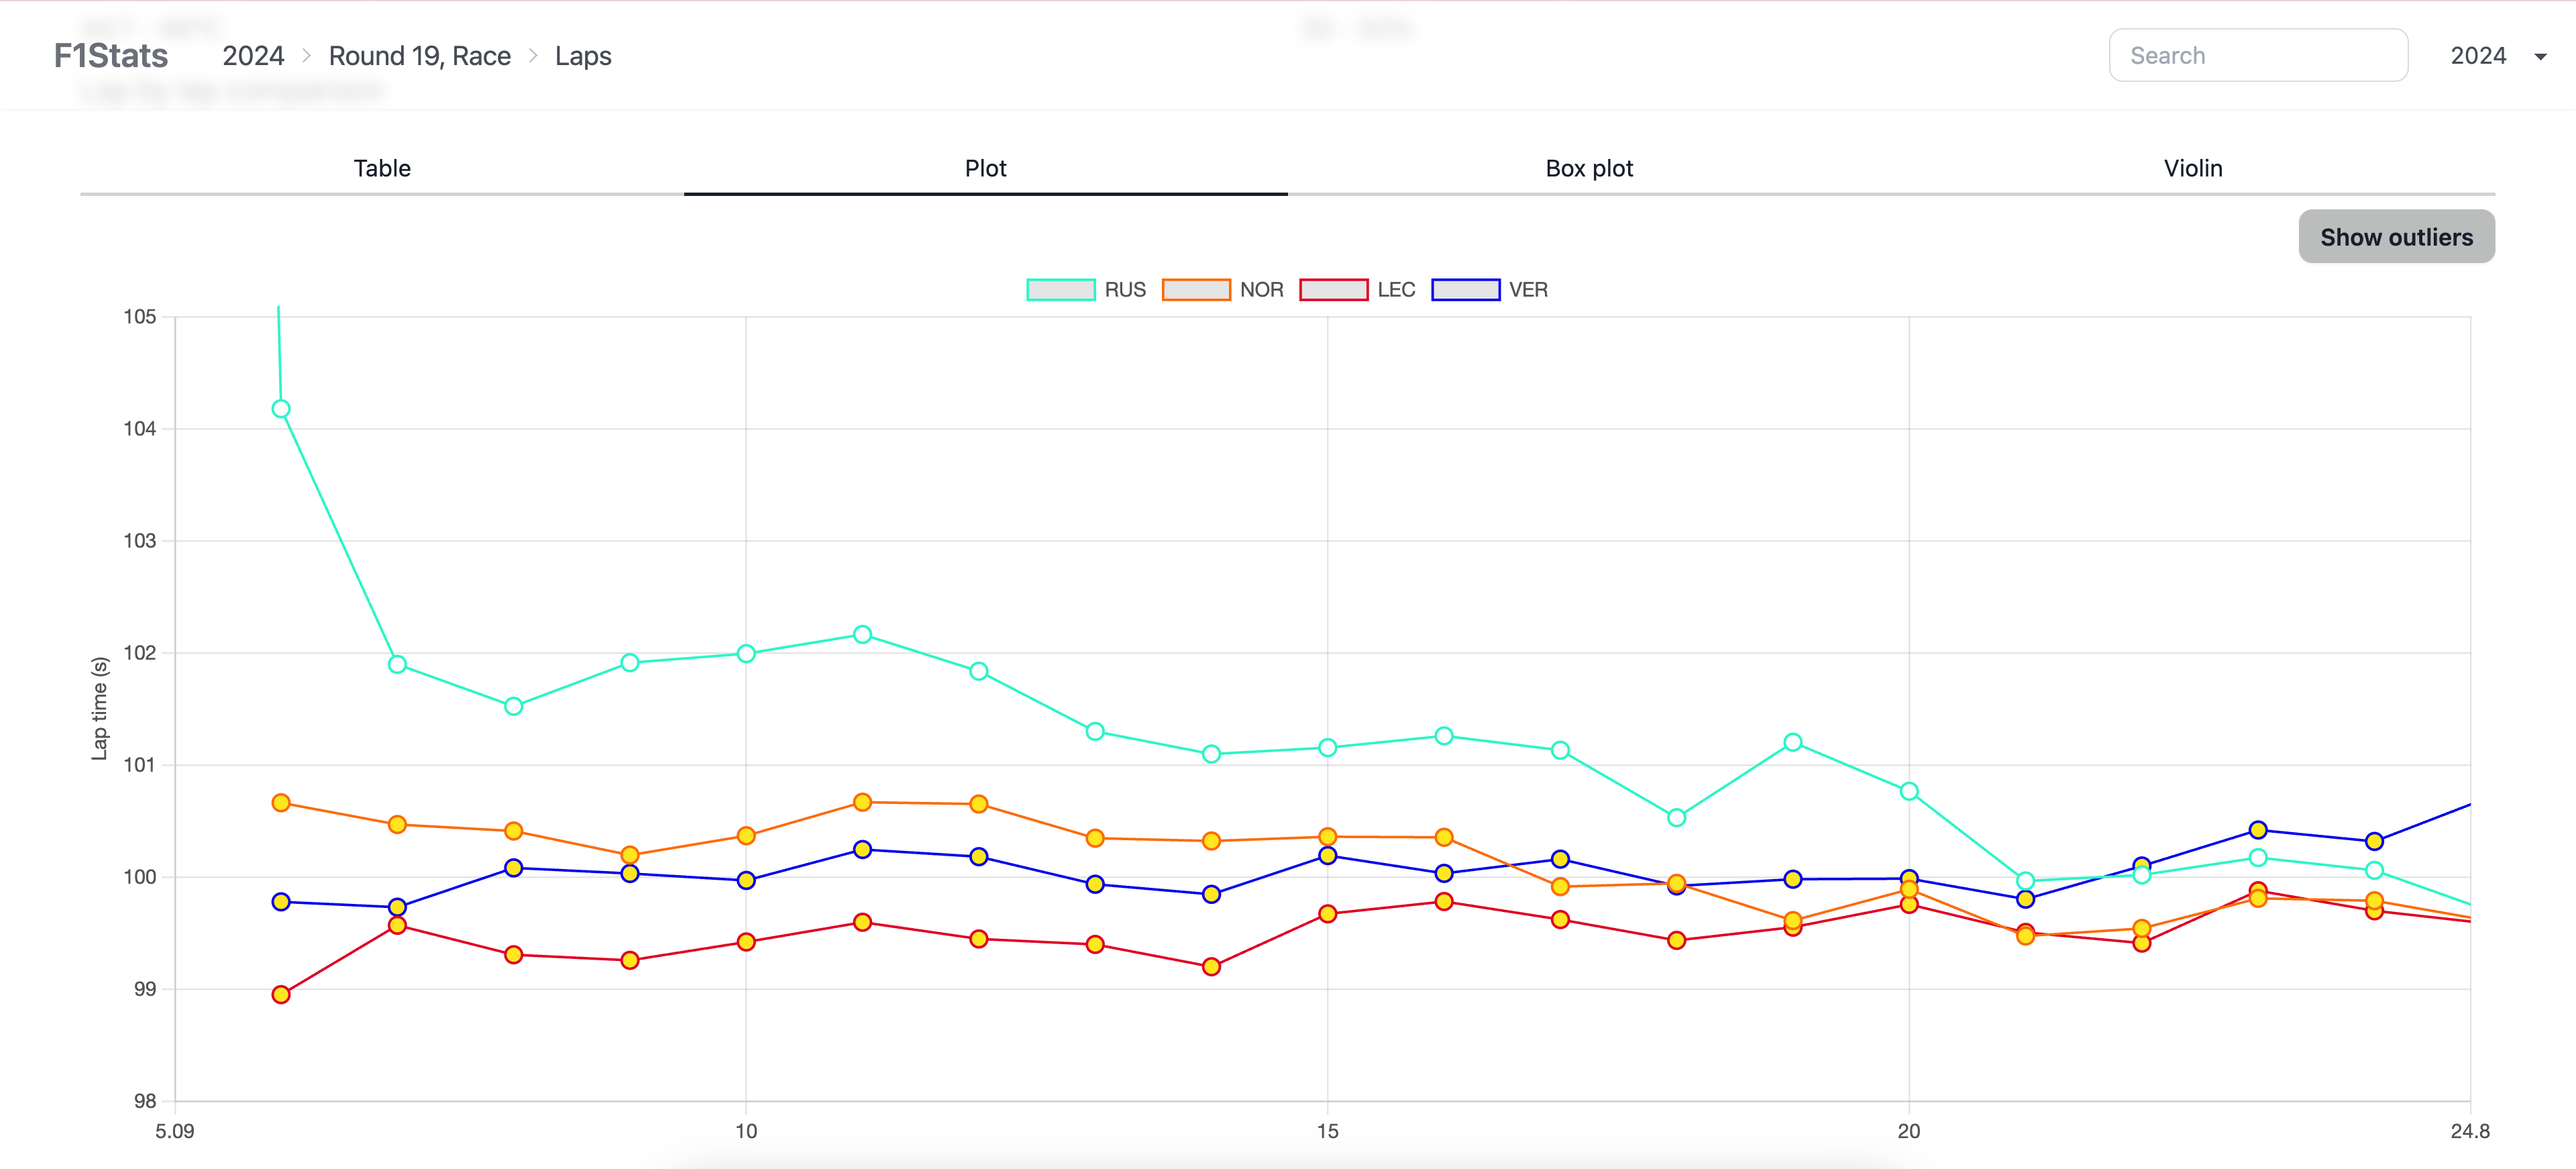 F1Stats 2024 > Round 19, Race > Laps Search 2024
Table Plot Box plot Violin
Show outliers
RUS NOR LEC VER
Lap time (s)
105
104
103
102
101
100
99
98
5.09 10 15 20 24.8